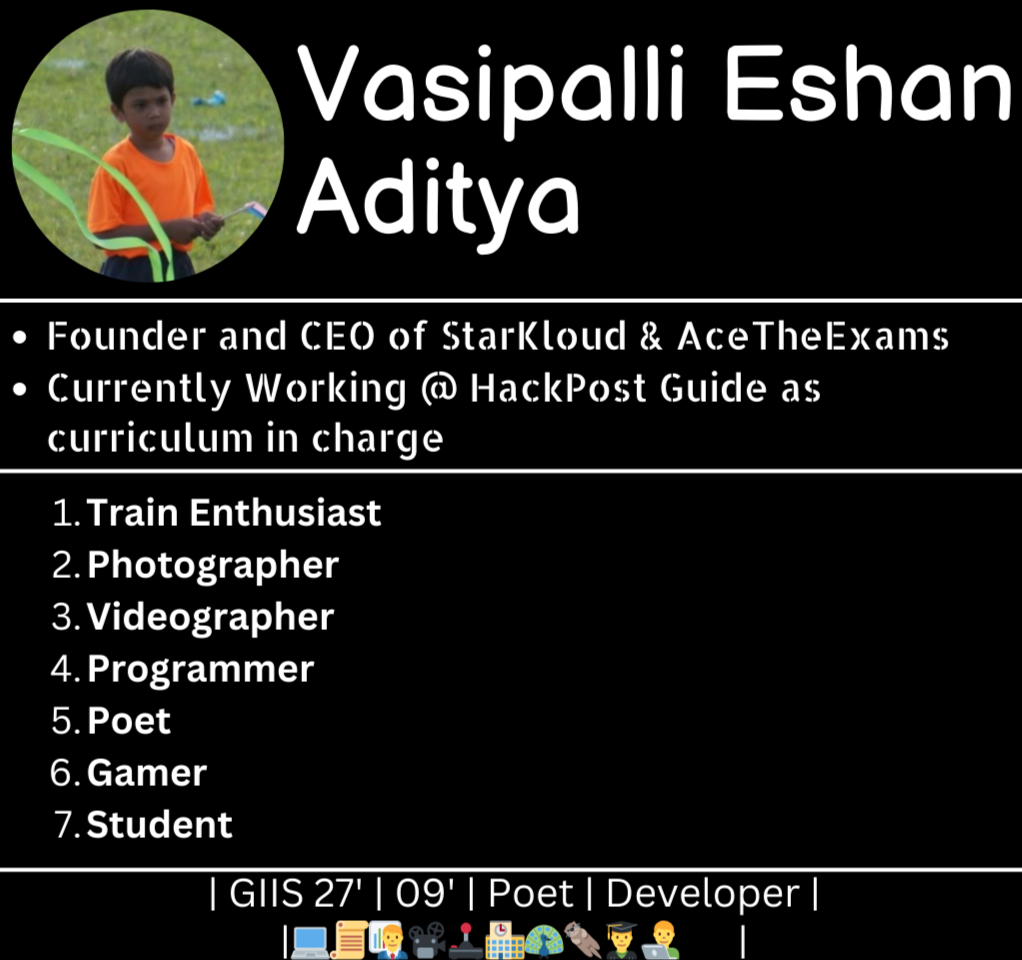 Vasipalli Eshan
Aditya
• Founder and CEO of StarKloud & AceTheExams
• Currently Working @ HackPost Guide as
curriculum in charge
1. Train Enthusiast
2. Photographer
3. Videographer
4. Programmer
5. Poet
6. Gamer
7. Student
| GIIS 27' | 09' | Poet | Developer |
|💻📜👨‍💼🎥🕹️🏫🦚🦦👨‍🎓👨‍💻 |